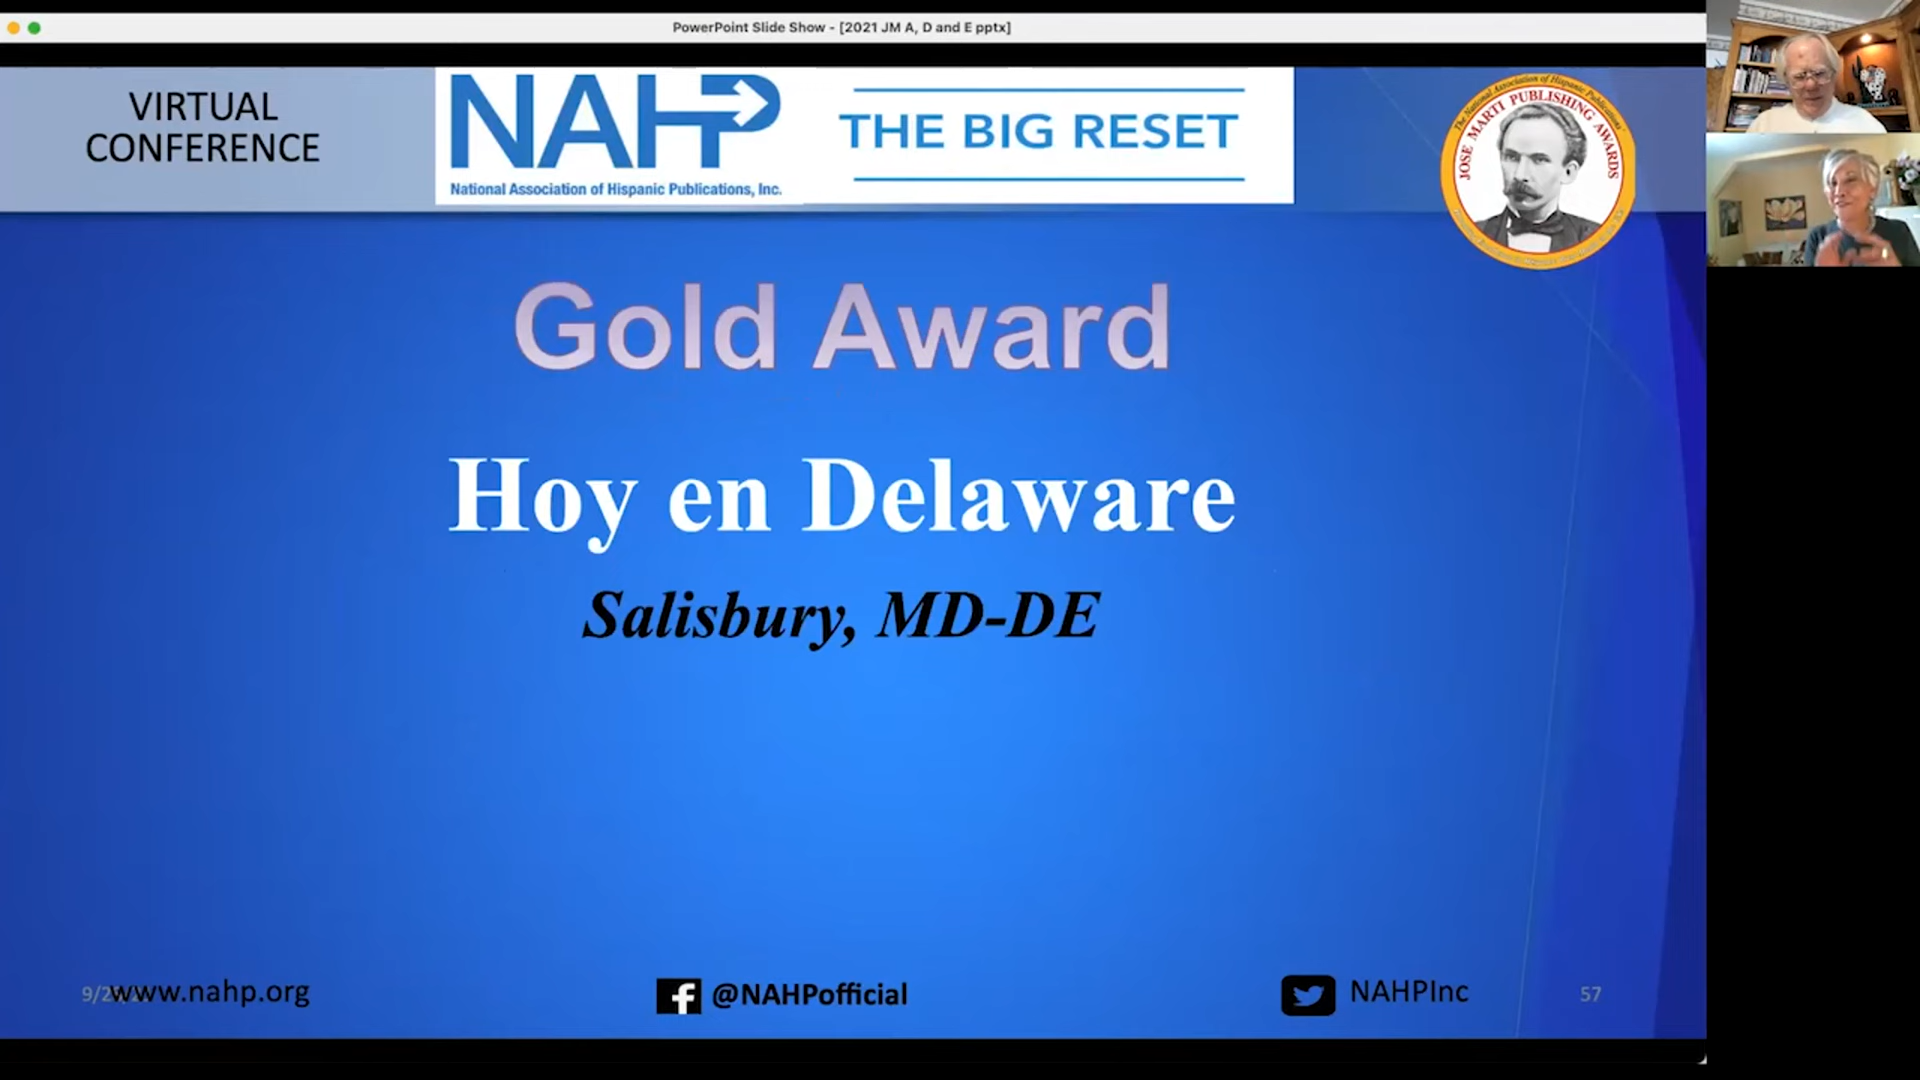 PowerPoint Slide Show - [2021 JM A, D and E pptx]
VIRTUAL
CONFERENCE
NAHP
National Association of Hispanic Publications, Inc.
THE BIG RESET
The National Association of Hispanic Publications
JOSE MARTI PUBLISHING AWARDS
Gold Award
Hoy en Delaware
Salisbury, MD-DE
www.nahp.org
@NAHPofficial
NAHPInc
57